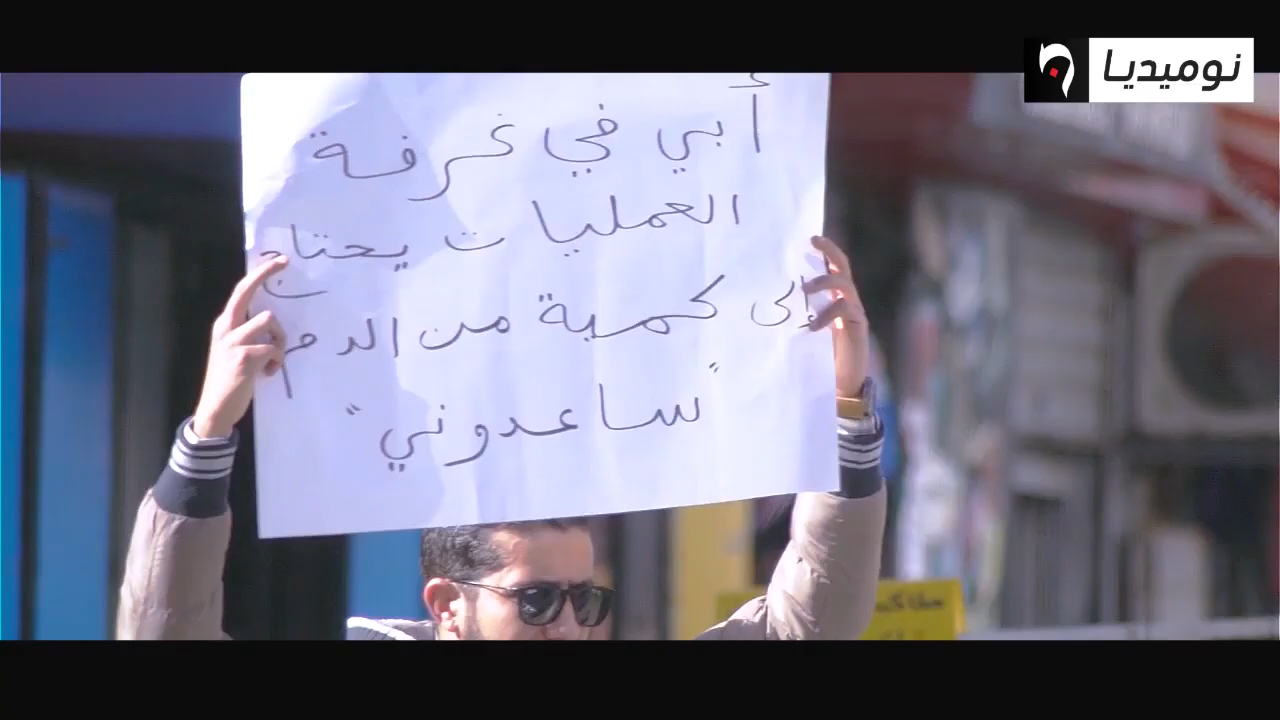 نوميديا
أبي في غرفة
العمليات يحتاج
إلى كمية من الدم
"ساعدوني"